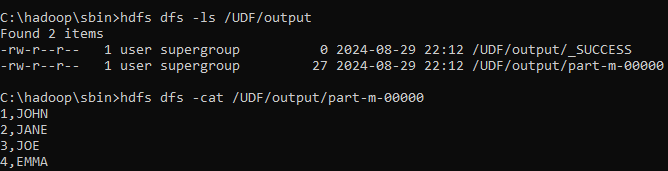 C:\hadoop\sbin>hdfs dfs -ls /UDF/output
Found 2 items
-rw-r--r--   1 user supergroup          0 2024-08-29 22:12 /UDF/output/_SUCCESS
-rw-r--r--   1 user supergroup         27 2024-08-29 22:12 /UDF/output/part-m-00000
C:\hadoop\sbin>hdfs dfs -cat /UDF/output/part-m-00000
1,JOHN
2,JANE
3,JOE
4,EMMA